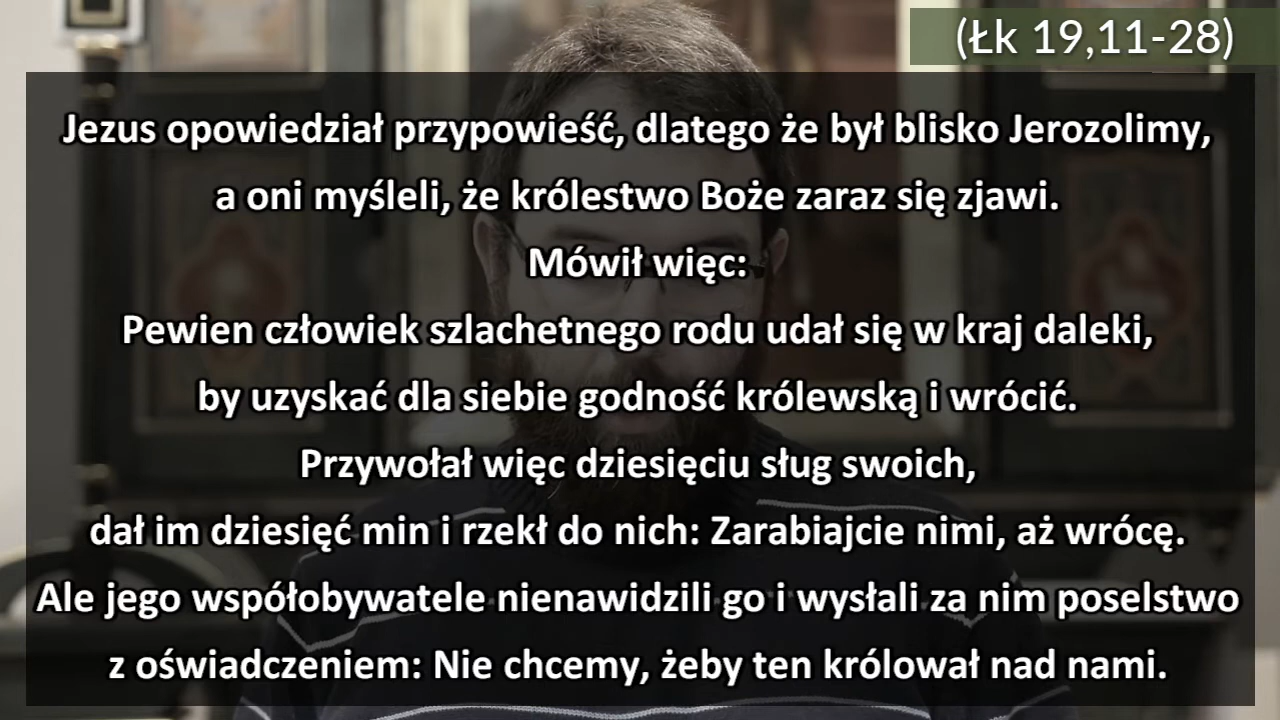 (Łk 19,11-28)
Jezus opowiedział przypowieść, dlatego że był blisko Jerozolimy,
a oni myśleli, że królestwo Boże zaraz się zjawi.
Mówił więc:
Pewien człowiek szlachetnego rodu udał się w kraj daleki,
by uzyskać dla siebie godność królewską i wrócić.
Przywołał więc dziesięciu sług swoich,
dał im dziesięć min i rzekł do nich: Zarabiajcie nimi, aż wrócę.
Ale jego współobywatele nienawidzili go i wysłali za nim poselstwo
z oświadczeniem: Nie chcemy, żeby ten królował nad nami.